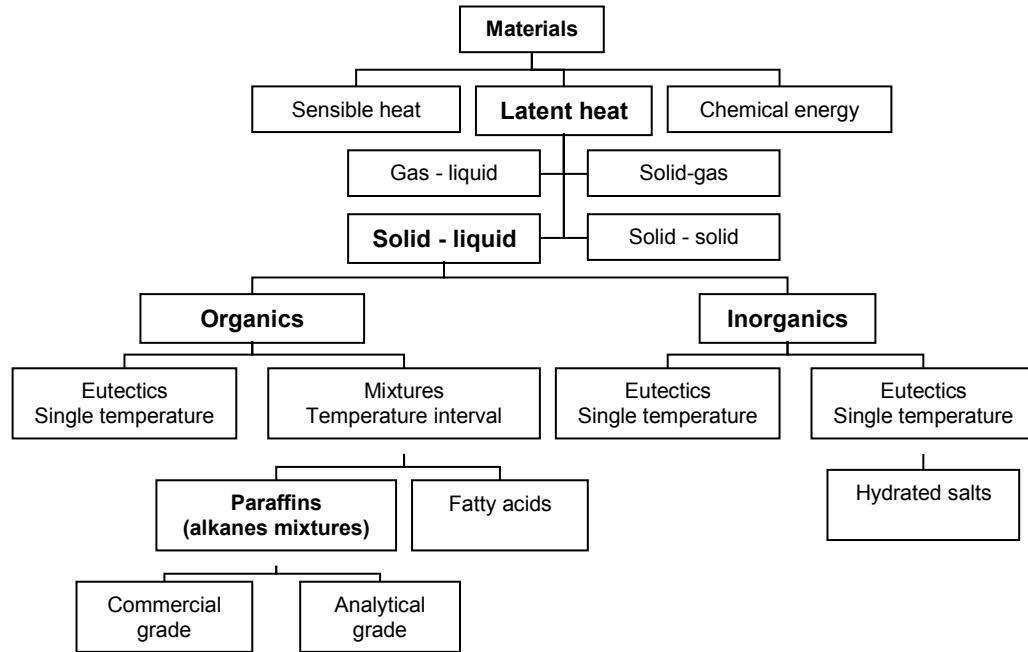 Materials
Sensible heat
Latent heat
Chemical energy
Gas - liquid
Solid-gas
Solid - liquid
Solid - solid
Organics
Inorganics
Eutectics
Single temperature
Mixtures
Temperature interval
Eutectics
Single temperature
Eutectics
Single temperature
Paraffins
(alkanes mixtures)
Fatty acids
Hydrated salts
Commercial
grade
Analytical
grade